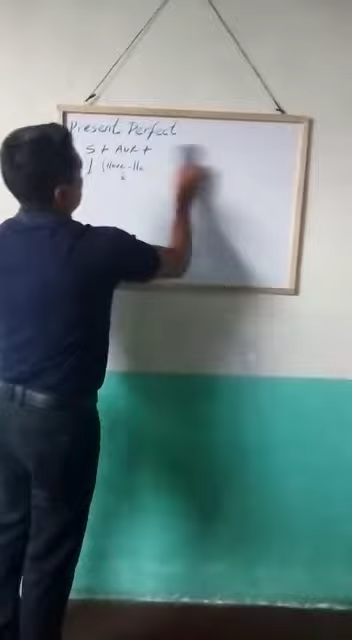 Present Perfect
S + AUX +
I (Have - Ha